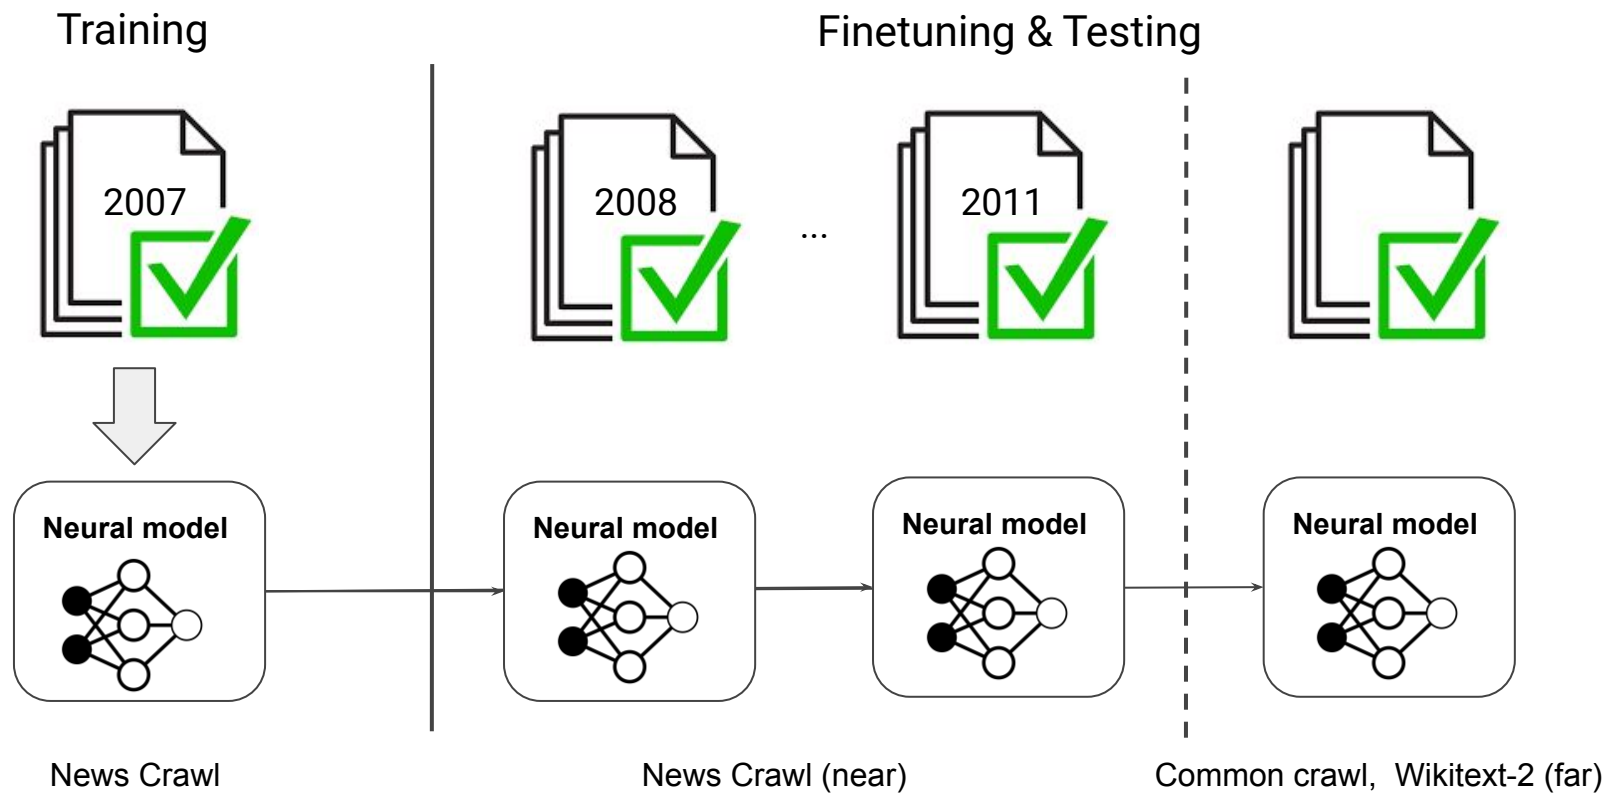 Training
Finetuning & Testing
2007
2008
...
2011
Neural model
Neural model
Neural model
Neural model
News Crawl
News Crawl (near)
Common crawl, Wikitext-2 (far)